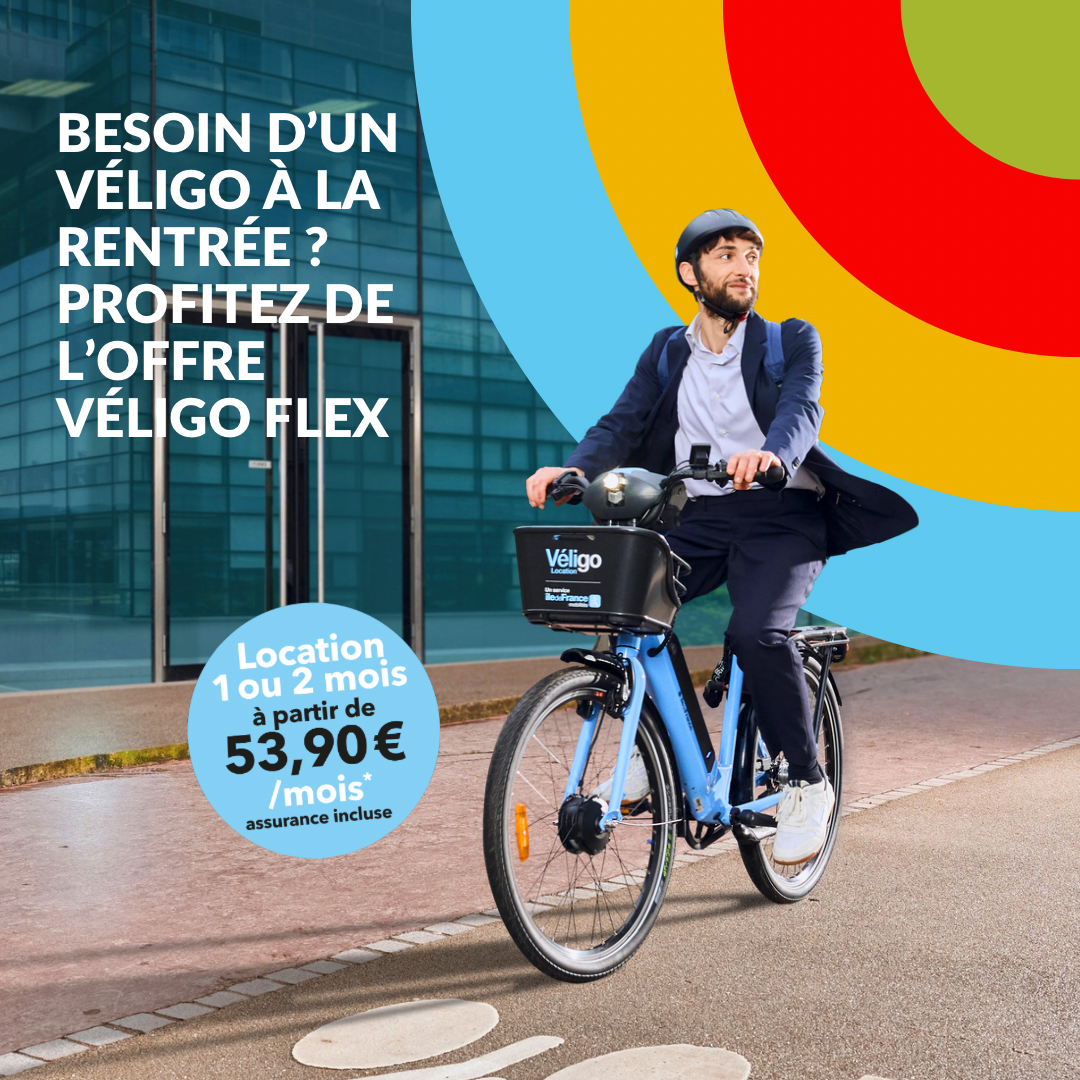 BESOIN D’UN
VÉLIGO À LA
RENTRÉE ?
PROFITEZ DE
L’OFFRE
VÉLIGO FLEX
Véligo
Location
Un service
îledeFrance
mobilités
Location
1 ou 2 mois
à partir de
53,90 €
/mois*
assurance incluse